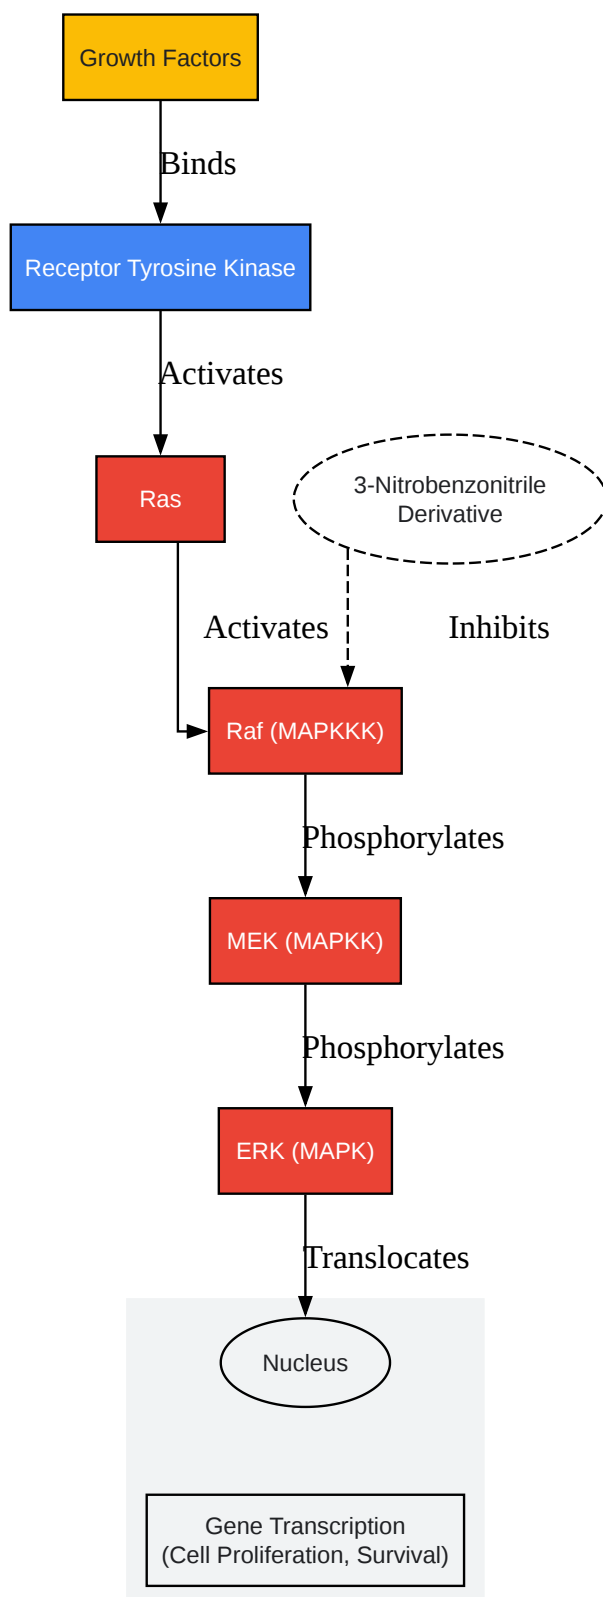 Growth Factors
Binds
Receptor Tyrosine Kinase
Activates
Ras
3-Nitrobenzonitrile
Derivative
Activates
Inhibits
Raf (MAPKKK)
Phosphorylates
MEK (MAPKK)
Phosphorylates
ERK (MAPK)
Translocates
Nucleus
Gene Transcription
(Cell Proliferation, Survival)